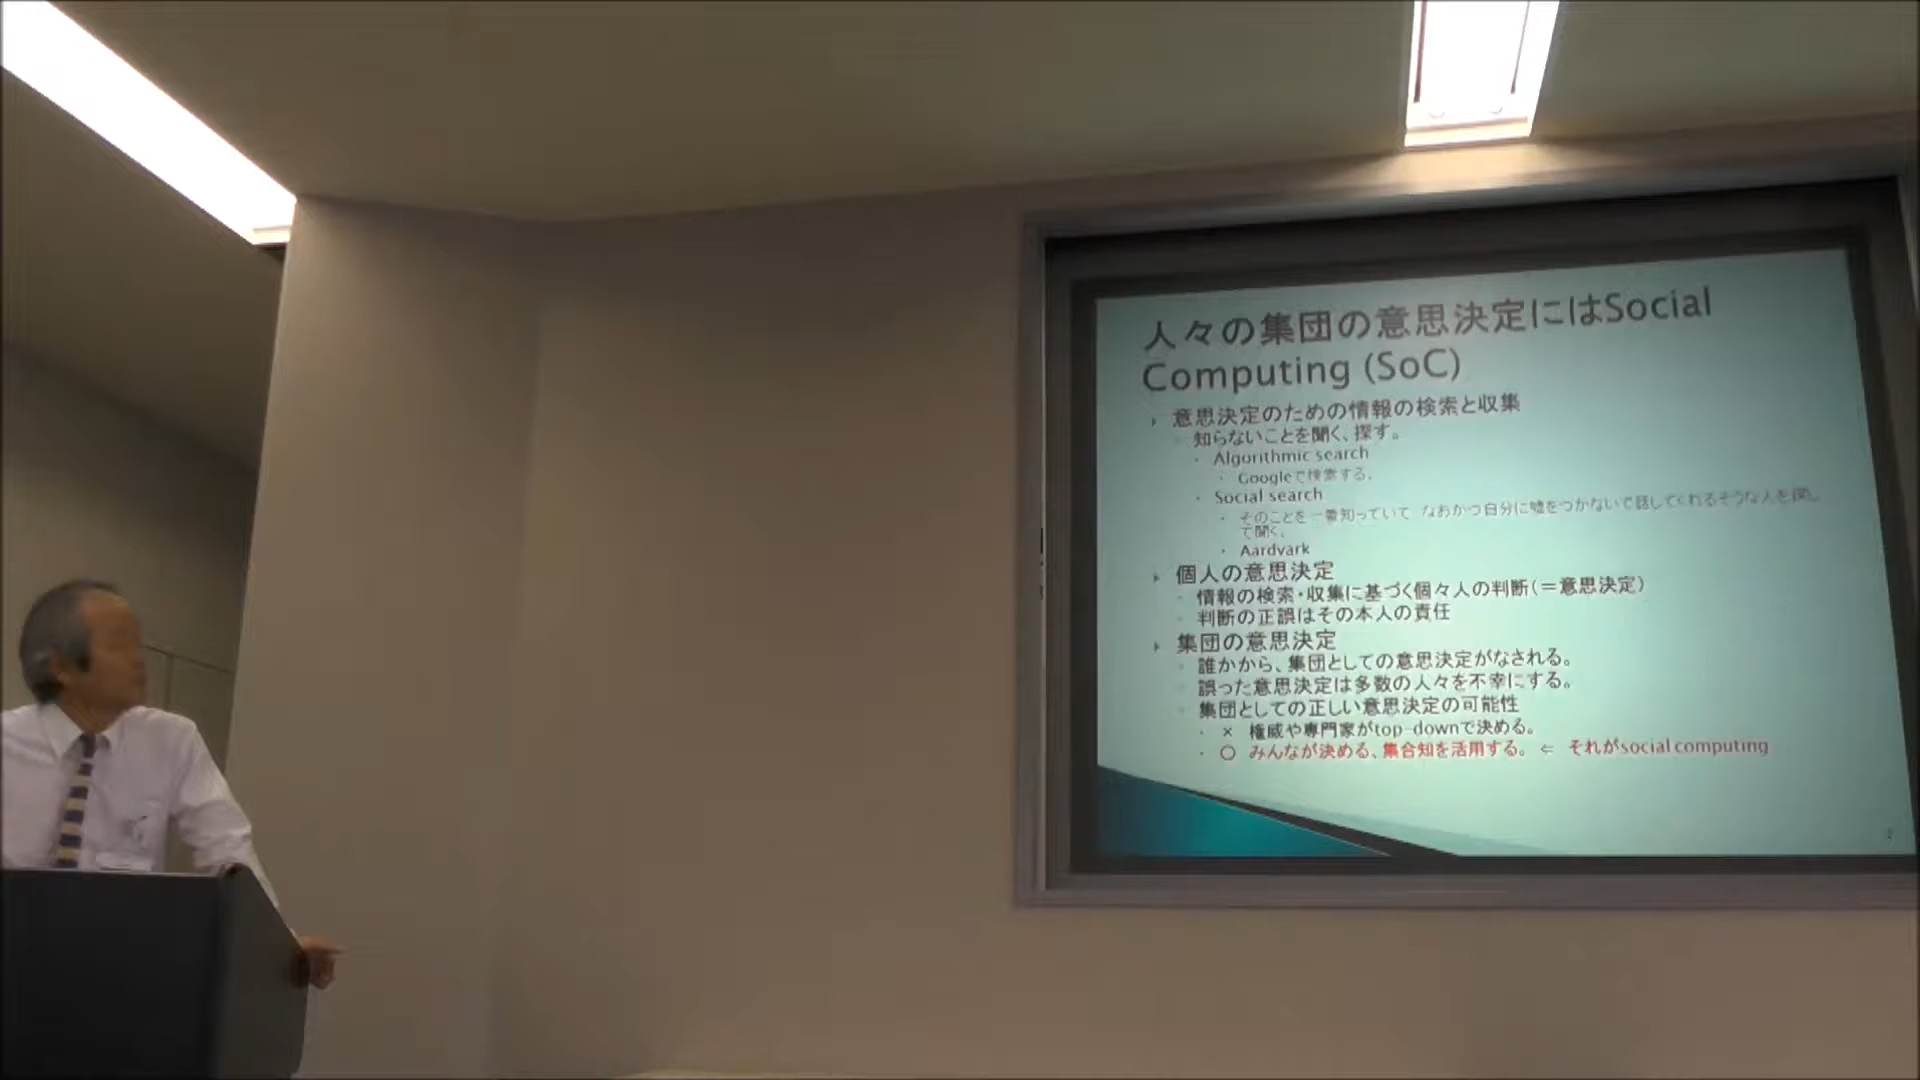 人々の集団の意思決定にはSocial
Computing (SoC)
意思決定のための情報の検索と収集
知らないことを聞く、探す。
Algorithmic search
Googleで検索する。
Social search
そのことを一番知っていて なおかつ自分に嘘をつかないで話してくれるそうな人を探し
て聞く。
Aardvark
個人の意思決定
情報の検索・収集に基づく個々人の判断(=意思決定)
判断の正誤はその本人の責任
集団の意思決定
誰かから、集団としての意思決定がなされる。
誤った意思決定は多数の人々を不幸にする。
集団としての正しい意思決定の可能性
× 権威や専門家がtop-downで決める。
○ みんなが決める、集合知を活用する。 ⇐ それがsocial computing
2